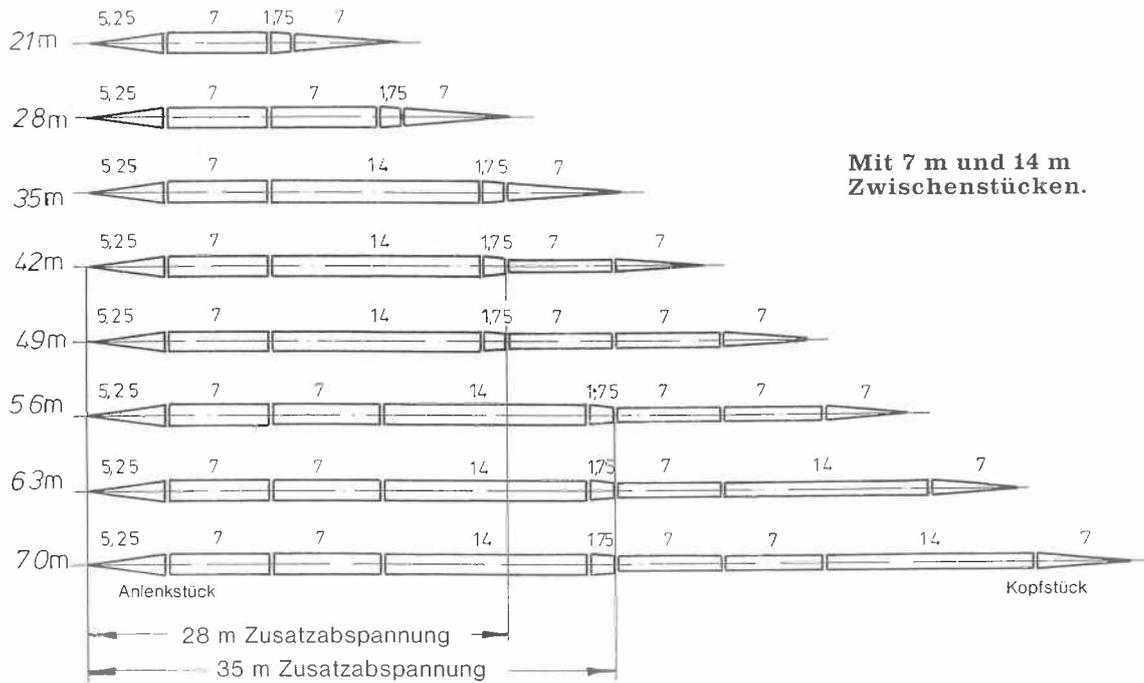 5,25 7 1,75 7
21m
5,25 7 7 1,75 7
28m
5,25 7 14 1,75 7
35m
Mit 7 m und 14 m
Zwischenstücken.
5,25 7 14 1,75 7 7
42m
5,25 7 14 1,75 7 7 7
49m
5,25 7 7 14 1,75 7 7 7
56m
5,25 7 7 14 1,75 7 14 7
63m
5,25 7 7 14 1,75 7 7 14 7
70m
Anlenkstück Kopfstück
28 m Zusatzabspannung
35 m Zusatzabspannung